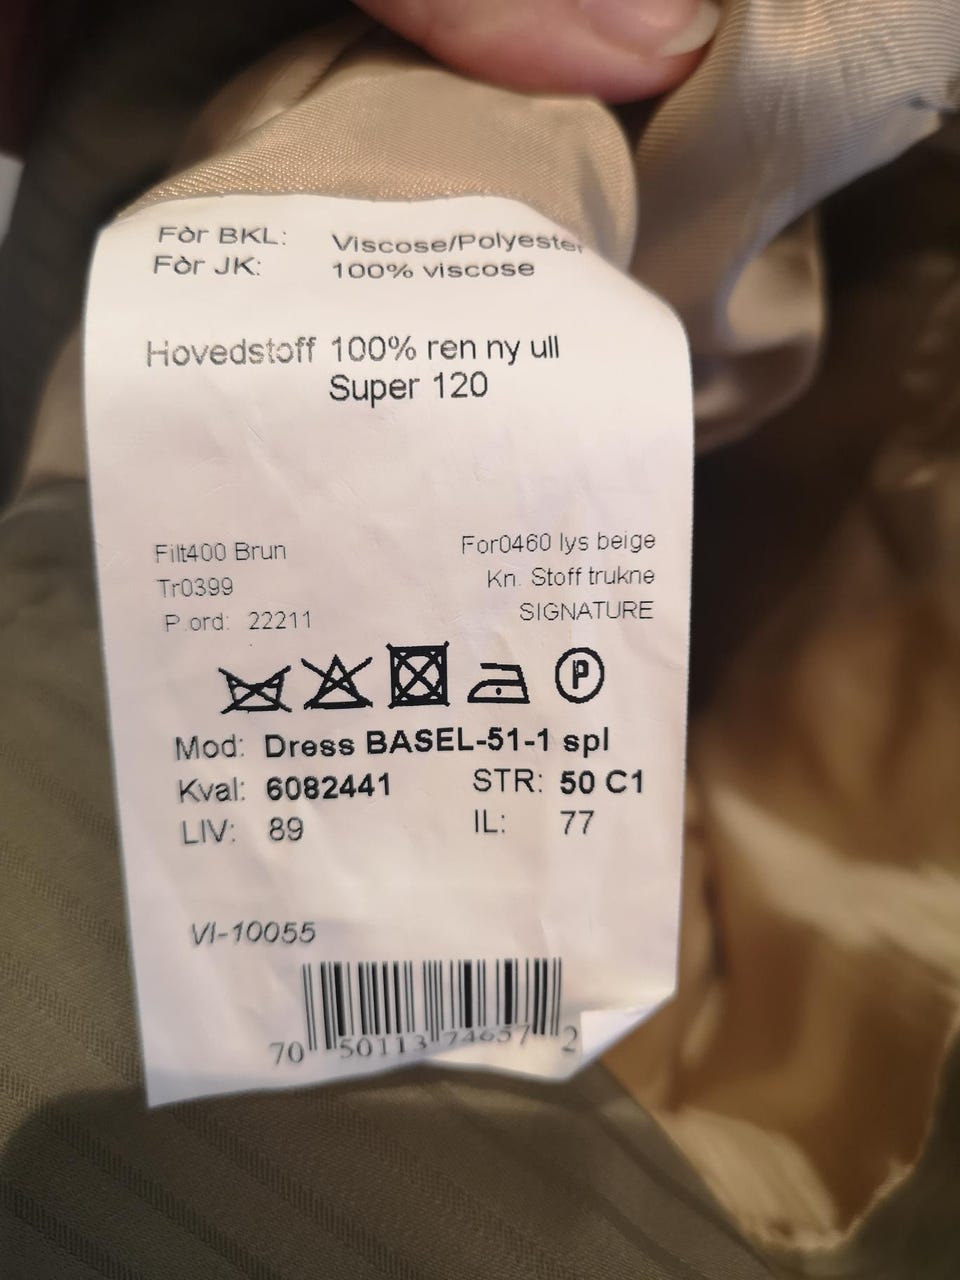 Fòr BKL: Viscose/Polyester
Fòr JK: 100% viscose
Hovedstoff 100% ren ny ull
Super 120
Filt400 Brun For0460 lys beige
Tr0399 Kn. Stoff trukne
P.ord: 22211 SIGNATURE
P
Mod: Dress BASEL-51-1 spl
Kval: 6082441 STR: 50 C1
LIV: 89 IL: 77
VI-10055
70 50113 74657 2